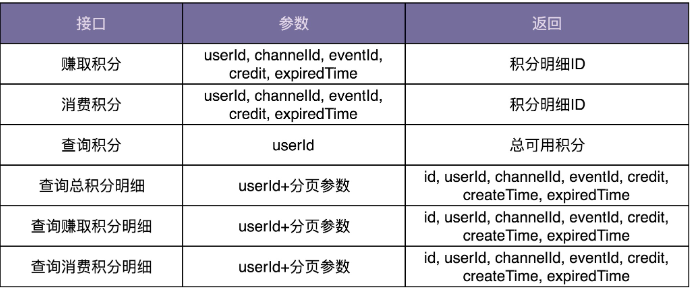 接口 参数 返回
赚取积分 userId, channelId, eventId, credit, expiredTime 积分明细ID
消费积分 userId, channelId, eventId, credit, expiredTime 积分明细ID
查询积分 userId 总可用积分
查询总积分明细 userId+分页参数 id, userId, channelId, eventId, credit, createTime, expiredTime
查询赚取积分明细 userId+分页参数 id, userId, channelId, eventId, credit, createTime, expiredTime
查询消费积分明细 userId+分页参数 id, userId, channelId, eventId, credit, createTime, expiredTime